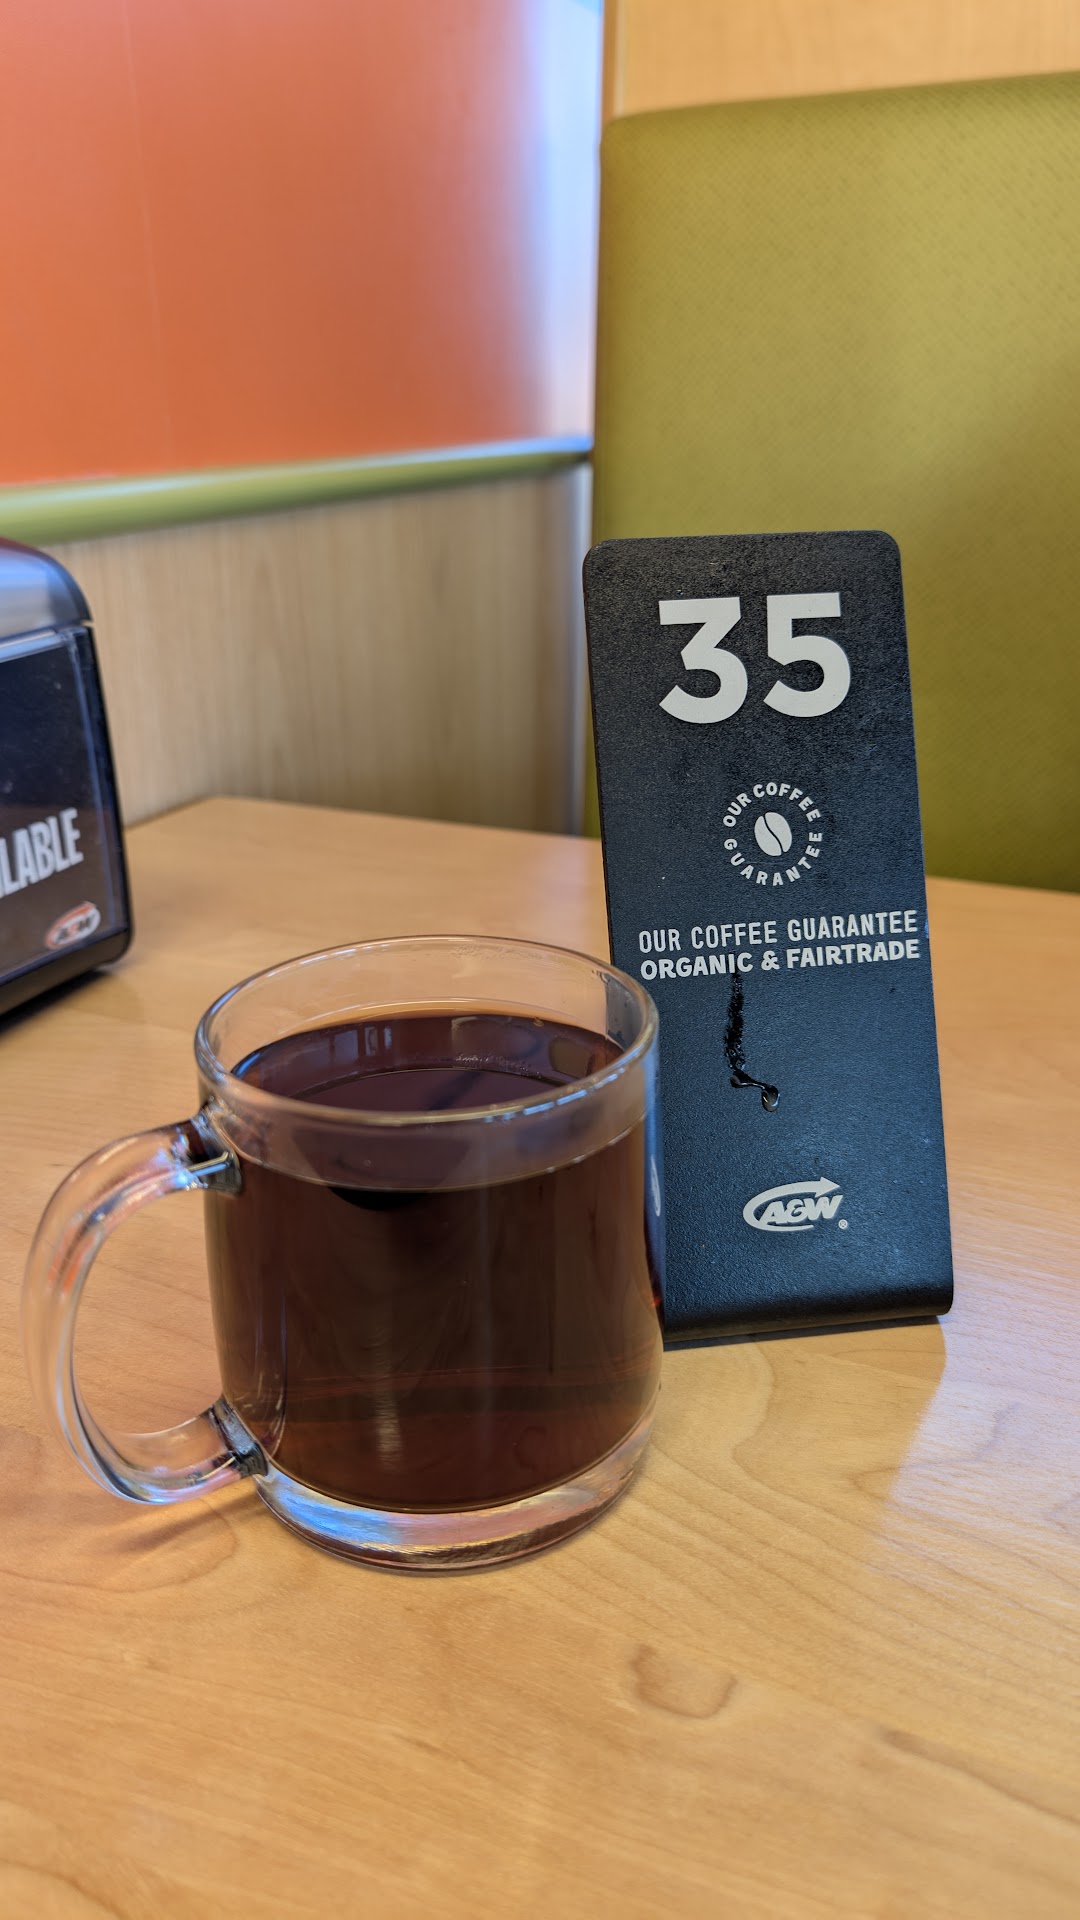 35
OUR COFFEE GUARANTEE
OUR COFFEE GUARANTEE
ORGANIC & FAIRTRADE
A&W®
LABLE
A&W